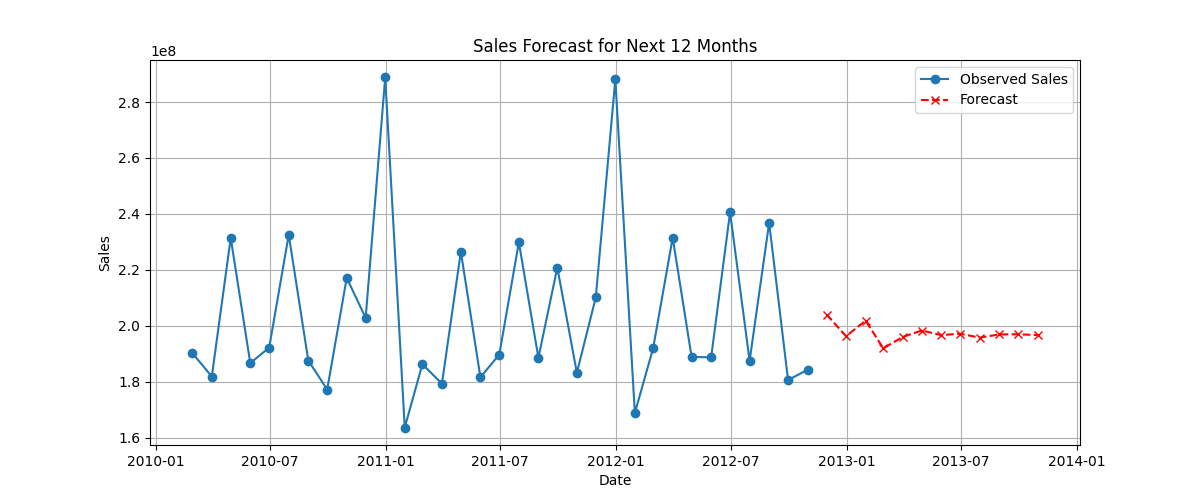 Sales Forecast for Next 12 Months
1e8
Observed Sales
Forecast
2.8
2.6
2.4
2.2
2.0
1.8
1.6
Sales
2010-01 2010-07 2011-01 2011-07 2012-01 2012-07 2013-01 2013-07 2014-01
Date